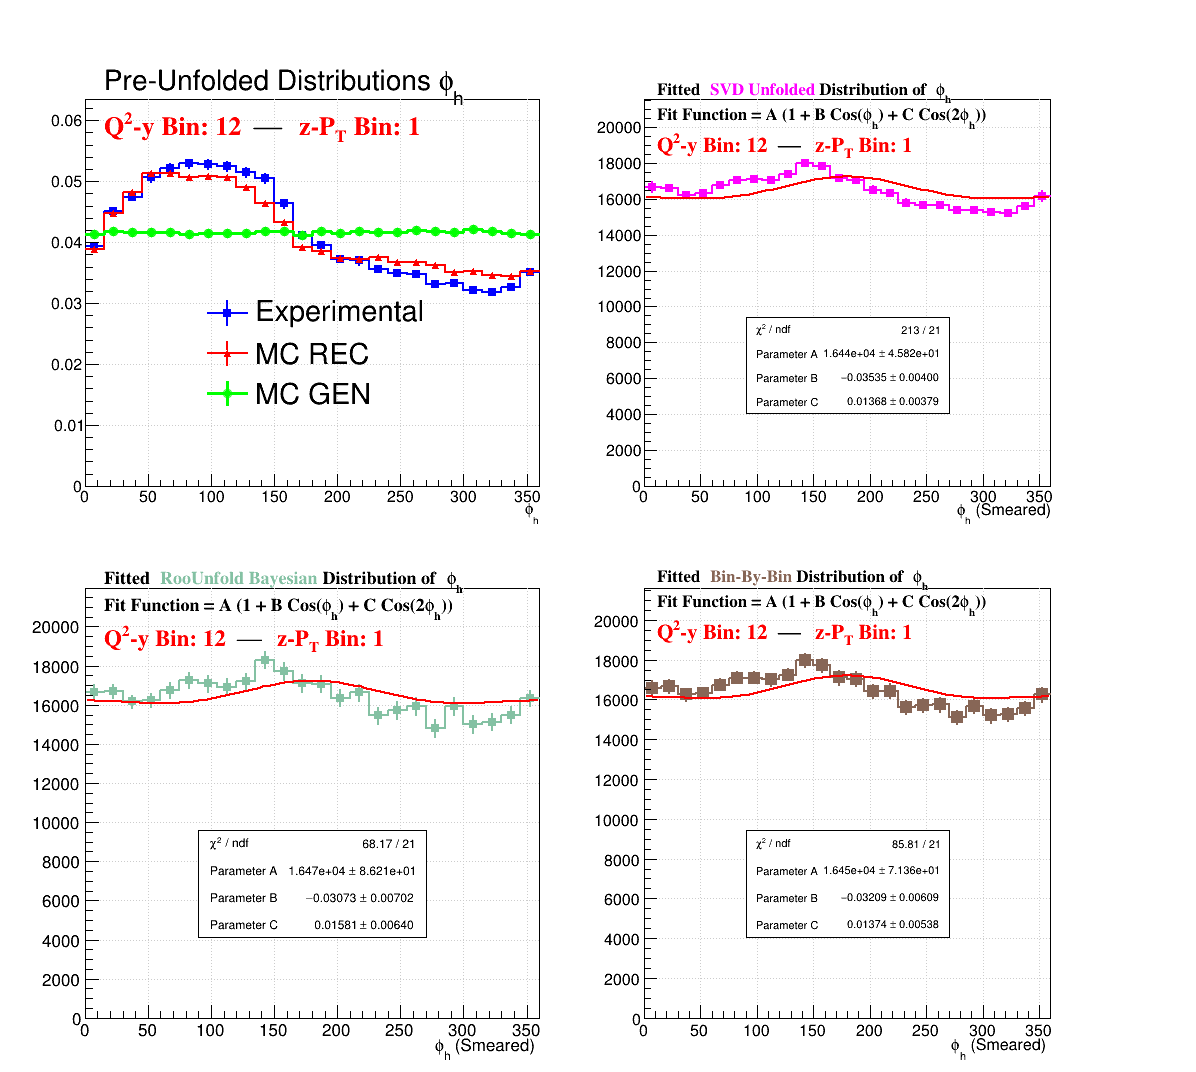 Pre-Unfolded Distributions ϕh
Q2-y Bin: 12 — z-PT Bin: 1
0.06
0.05
0.04
0.03
0.02
0.01
0
Experimental
MC REC
MC GEN
0 50 100 150 200 250 300 350
ϕh
Fitted SVD Unfolded Distribution of ϕh
Fit Function = A (1 + B Cos(ϕh) + C Cos(2ϕh))
Q2-y Bin: 12 — z-PT Bin: 1
20000
18000
16000
14000
12000
10000
8000
6000
4000
2000
0
χ2 / ndf 213 / 21
Parameter A 1.644e+04 ± 4.582e+01
Parameter B −0.03535 ± 0.00400
Parameter C 0.01368 ± 0.00379
0 50 100 150 200 250 300 350
ϕh (Smeared)
Fitted RooUnfold Bayesian Distribution of ϕh
Fit Function = A (1 + B Cos(ϕh) + C Cos(2ϕh))
Q2-y Bin: 12 — z-PT Bin: 1
20000
18000
16000
14000
12000
10000
8000
6000
4000
2000
0
χ2 / ndf 68.17 / 21
Parameter A 1.647e+04 ± 8.621e+01
Parameter B −0.03073 ± 0.00702
Parameter C 0.01581 ± 0.00640
0 50 100 150 200 250 300 350
ϕh (Smeared)
Fitted Bin-By-Bin Distribution of ϕh
Fit Function = A (1 + B Cos(ϕh) + C Cos(2ϕh))
Q2-y Bin: 12 — z-PT Bin: 1
20000
18000
16000
14000
12000
10000
8000
6000
4000
2000
0
χ2 / ndf 85.81 / 21
Parameter A 1.645e+04 ± 7.136e+01
Parameter B −0.03209 ± 0.00609
Parameter C 0.01374 ± 0.00538
0 50 100 150 200 250 300 350
ϕh (Smeared)